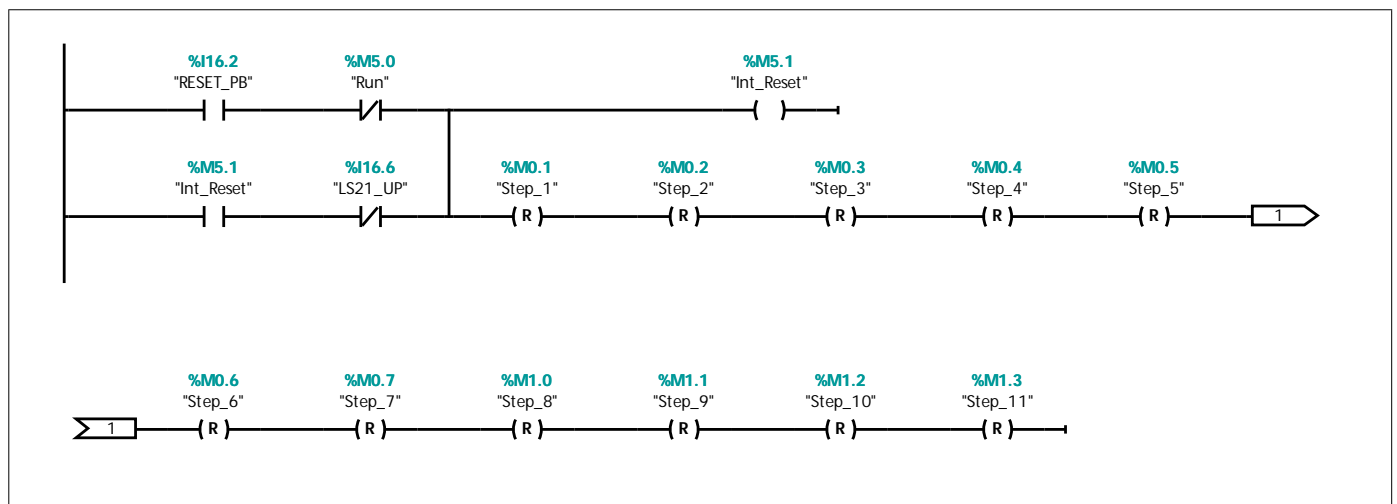 %I16.2 %M5.0 %M5.1
"RESET_PB" "Run" "Int_Reset"
%M5.1 %I16.6 %M0.1 %M0.2 %M0.3 %M0.4 %M0.5
"Int_Reset" "LS21_UP" "Step_1" "Step_2" "Step_3" "Step_4" "Step_5"
R R R R R 1
%M0.6 %M0.7 %M1.0 %M1.1 %M1.2 %M1.3
"Step_6" "Step_7" "Step_8" "Step_9" "Step_10" "Step_11"
1 R R R R R R